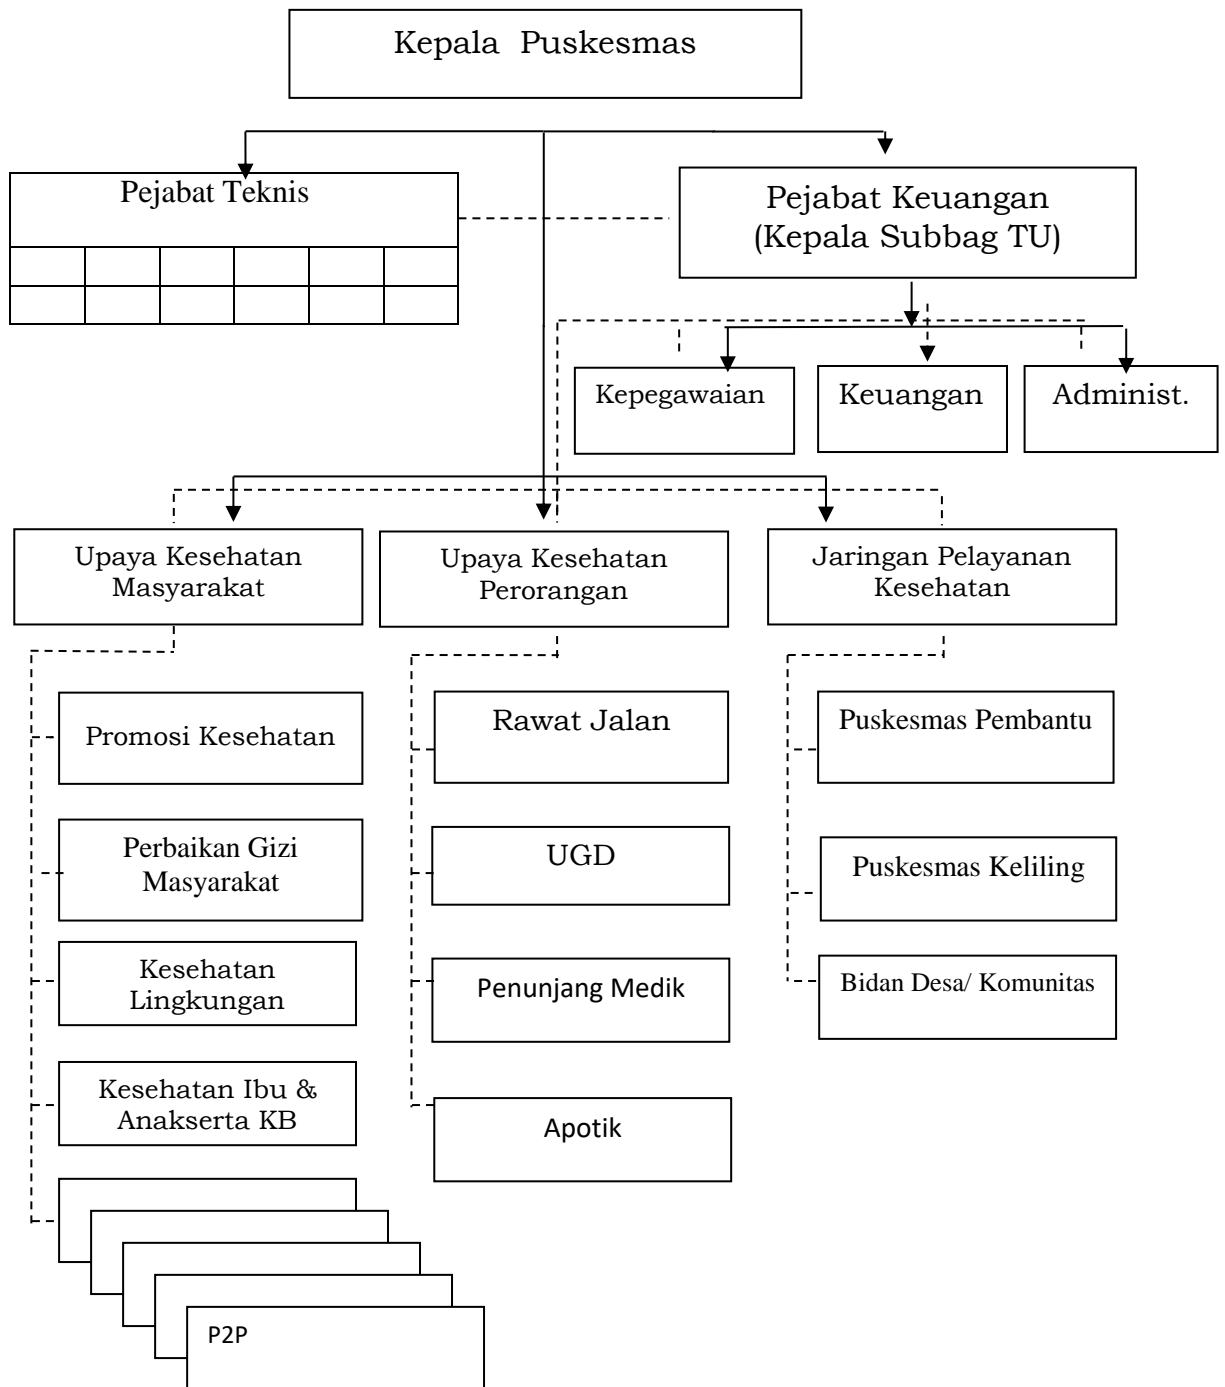 Kepala  Puskesmas
Pejabat Teknis
Pejabat Keuangan
(Kepala Subbag TU)
Kepegawaian
Keuangan
Administ.
Upaya Kesehatan
Masyarakat
Upaya Kesehatan
Perorangan
Jaringan Pelayanan
Kesehatan
Promosi Kesehatan
Rawat Jalan
Puskesmas Pembantu
Perbaikan Gizi
Masyarakat
UGD
Puskesmas Keliling
Kesehatan
Lingkungan
Penunjang Medik
Bidan Desa/ Komunitas
Kesehatan Ibu &
Anakserta KB
Apotik
P2P